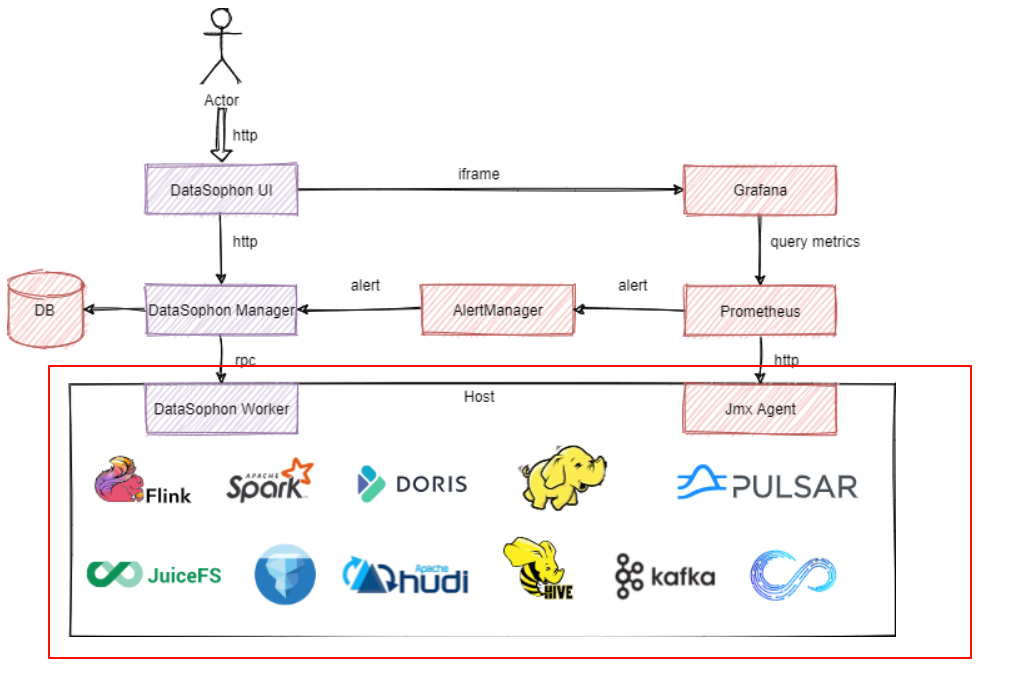 Actor
http
DataSophon UI
iframe
Grafana
http
query metrics
DB
DataSophon Manager
alert
AlertManager
alert
Prometheus
rpc
http
Host
DataSophon Worker
Jmx Agent
Flink
APACHE
Spark
DORIS
PULSAR
JuiceFS
Apache
hudi
HIVE
kafka